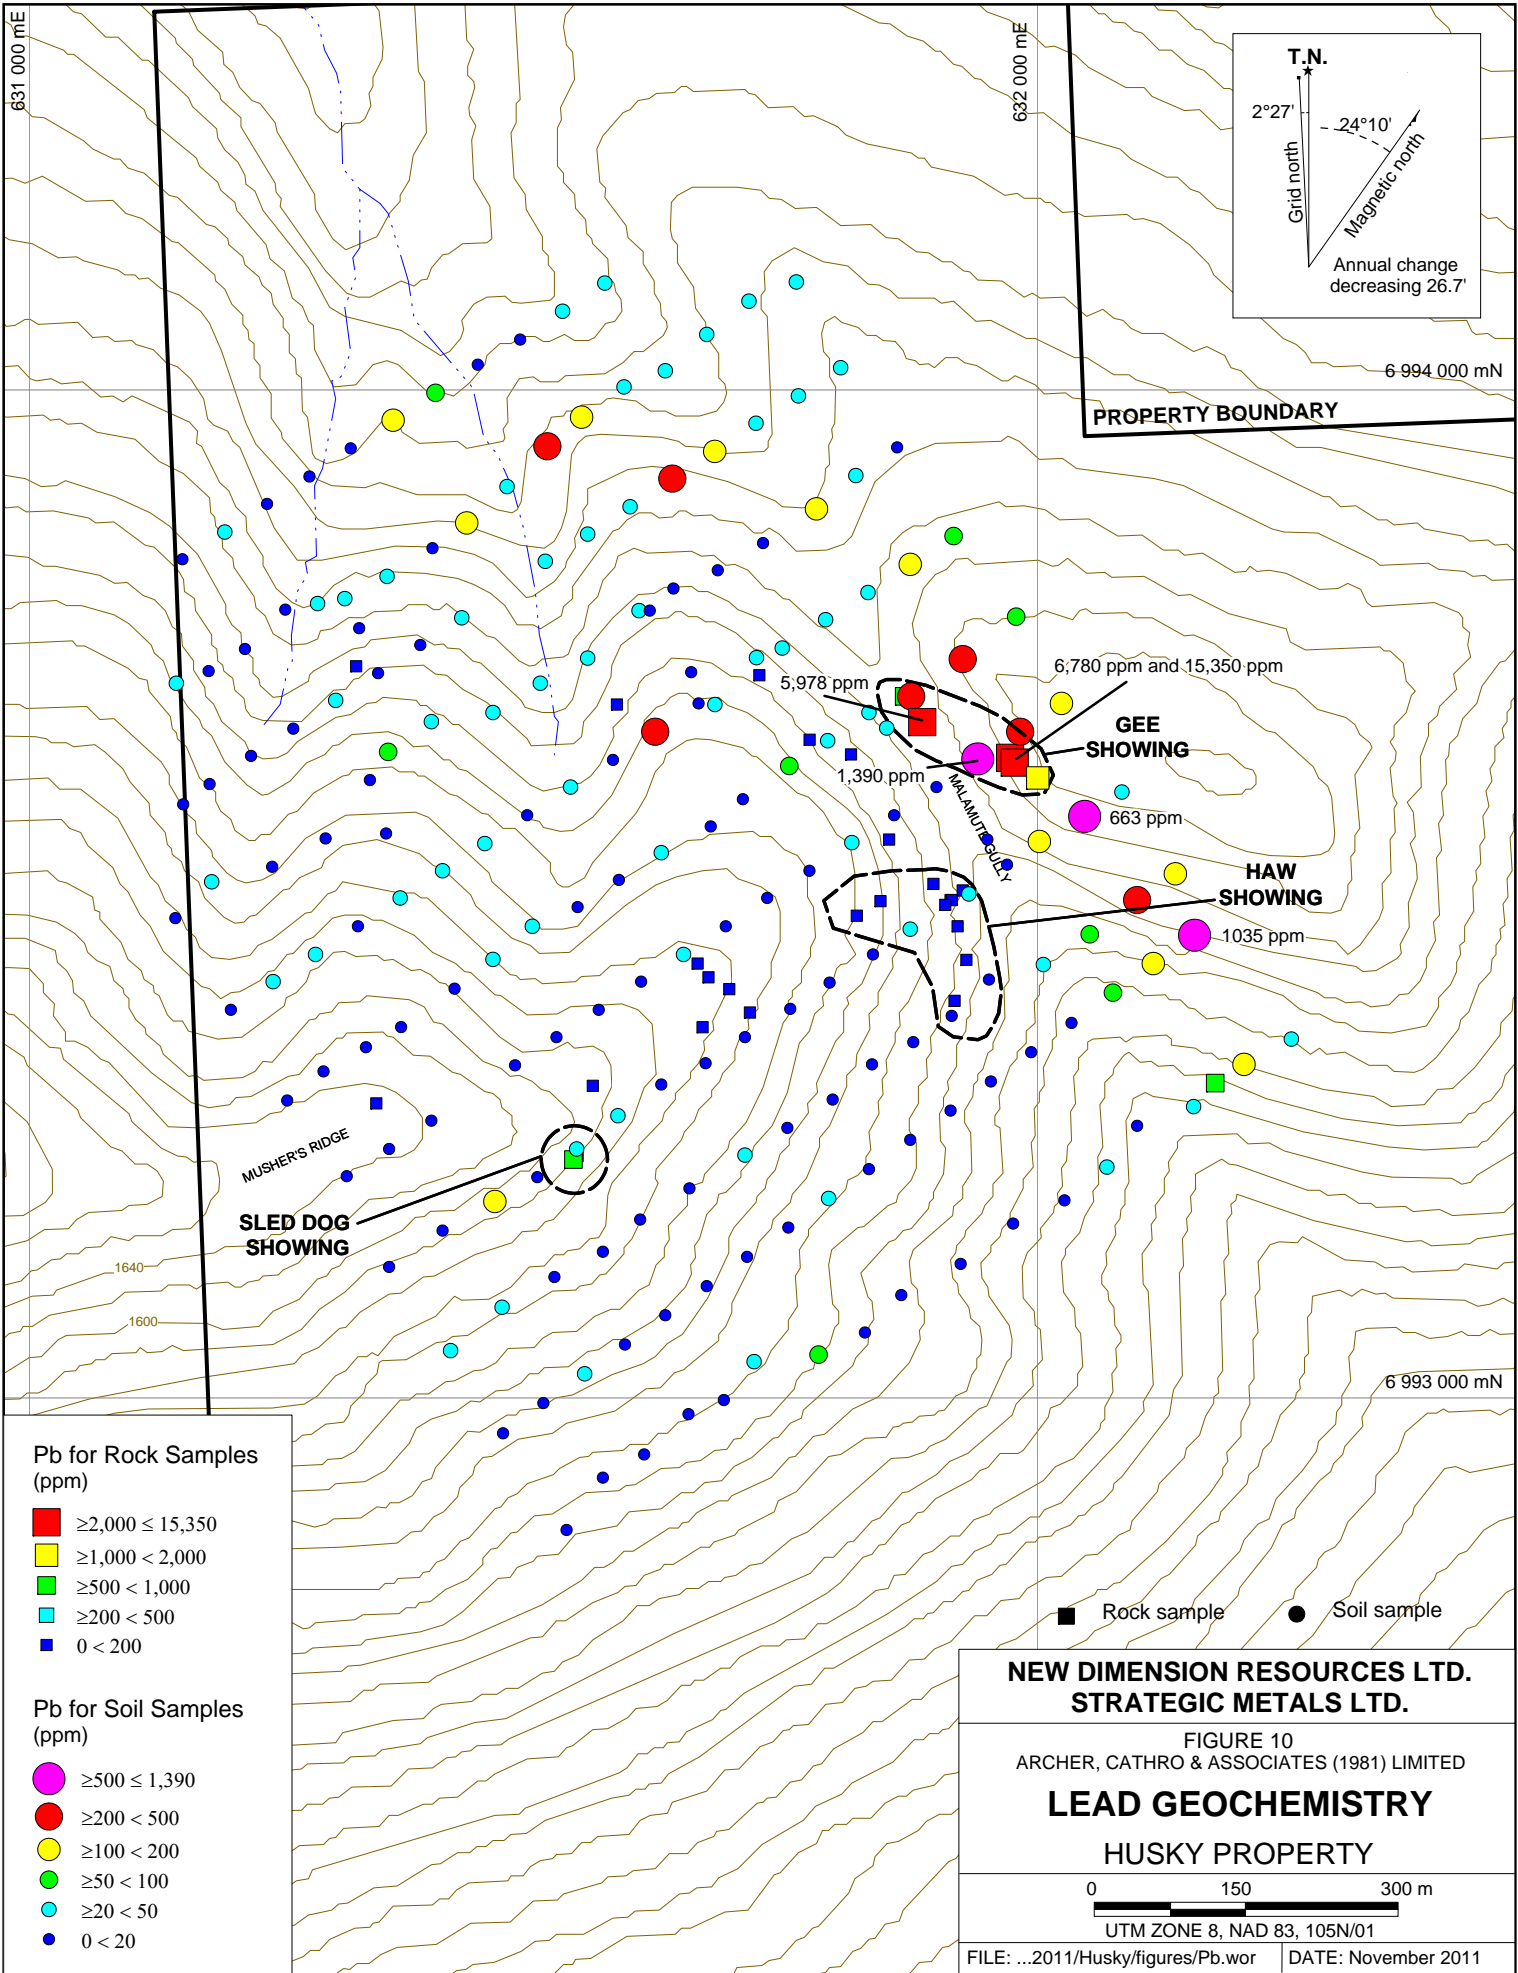 631 000 mE
632 000 mE
T.N.
2°27'
24°10'
Grid north
Magnetic north
Annual change
decreasing 26.7'
6 994 000 mN
PROPERTY BOUNDARY
5,978 ppm
6,780 ppm and 15,350 ppm
GEE
SHOWING
1,390 ppm
MALAMUTE GULLY
663 ppm
HAW
SHOWING
1035 ppm
MUSHER'S RIDGE
SLED DOG
SHOWING
1640
1600
6 993 000 mN
Pb for Rock Samples
(ppm)
≥2,000 ≤ 15,350
≥1,000 < 2,000
≥500 < 1,000
≥200 < 500
0 < 200
Pb for Soil Samples
(ppm)
≥500 ≤ 1,390
≥200 < 500
≥100 < 200
≥50 < 100
≥20 < 50
0 < 20
Rock sample
Soil sample
NEW DIMENSION RESOURCES LTD.
STRATEGIC METALS LTD.
FIGURE 10
ARCHER, CATHRO & ASSOCIATES (1981) LIMITED
LEAD GEOCHEMISTRY
HUSKY PROPERTY
0 150 300 m
UTM ZONE 8, NAD 83, 105N/01
FILE: ...2011/Husky/figures/Pb.wor
DATE: November 2011